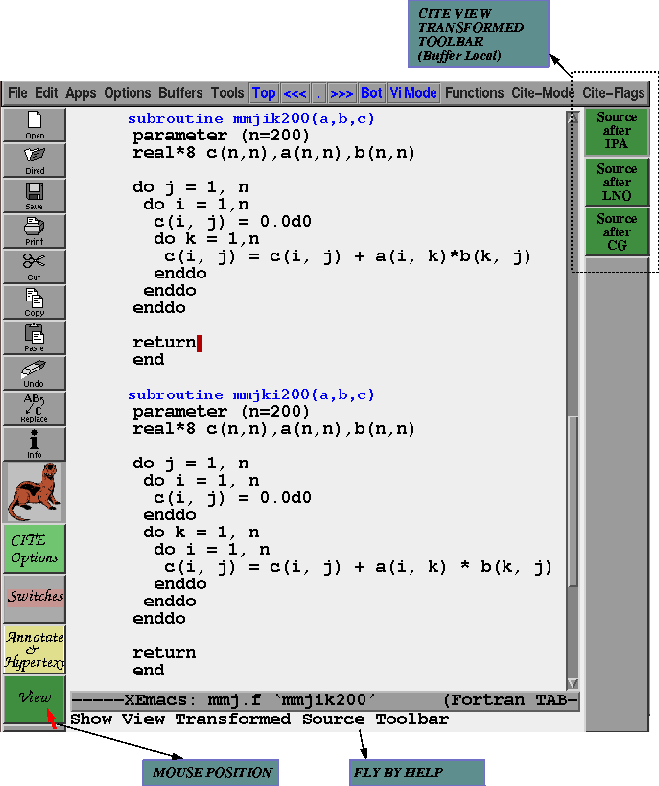 CITE VIEW
TRANSFORMED
TOOLBAR
(Buffer Local)
File Edit Apps Options Buffers Tools Top <<< . >>> Bot Vi Mode Functions Cite-Mode Cite-Flags
Open
Dired
Save
Print
Cut
Copy
Paste
Undo
AB
C
Replace
i
Info
CITE
Options
Switches
Annotate
&
Hypertext
View
subroutine mmjik200(a,b,c)
parameter (n=200)
real*8 c(n,n),a(n,n),b(n,n)
do j = 1, n
do i = 1,n
c(i, j) = 0.0d0
do k = 1,n
c(i, j) = c(i, j) + a(i, k)*b(k, j)
enddo
enddo
enddo
return
end
subroutine mmjki200(a,b,c)
parameter (n=200)
real*8 c(n,n),a(n,n),b(n,n)
do j = 1, n
do i = 1,n
c(i, j) = 0.0d0
enddo
do k = 1,n
do i = 1,n
c(i, j) = c(i, j) + a(i, k) * b(k, j)
enddo
enddo
enddo
return
end
Source
after
IPA
Source
after
LNO
Source
after
CG
-----XEmacs: mmj.f `mmjik200´ (Fortran TAB-
Show View Transformed Source Toolbar
MOUSE POSITION
FLY BY HELP